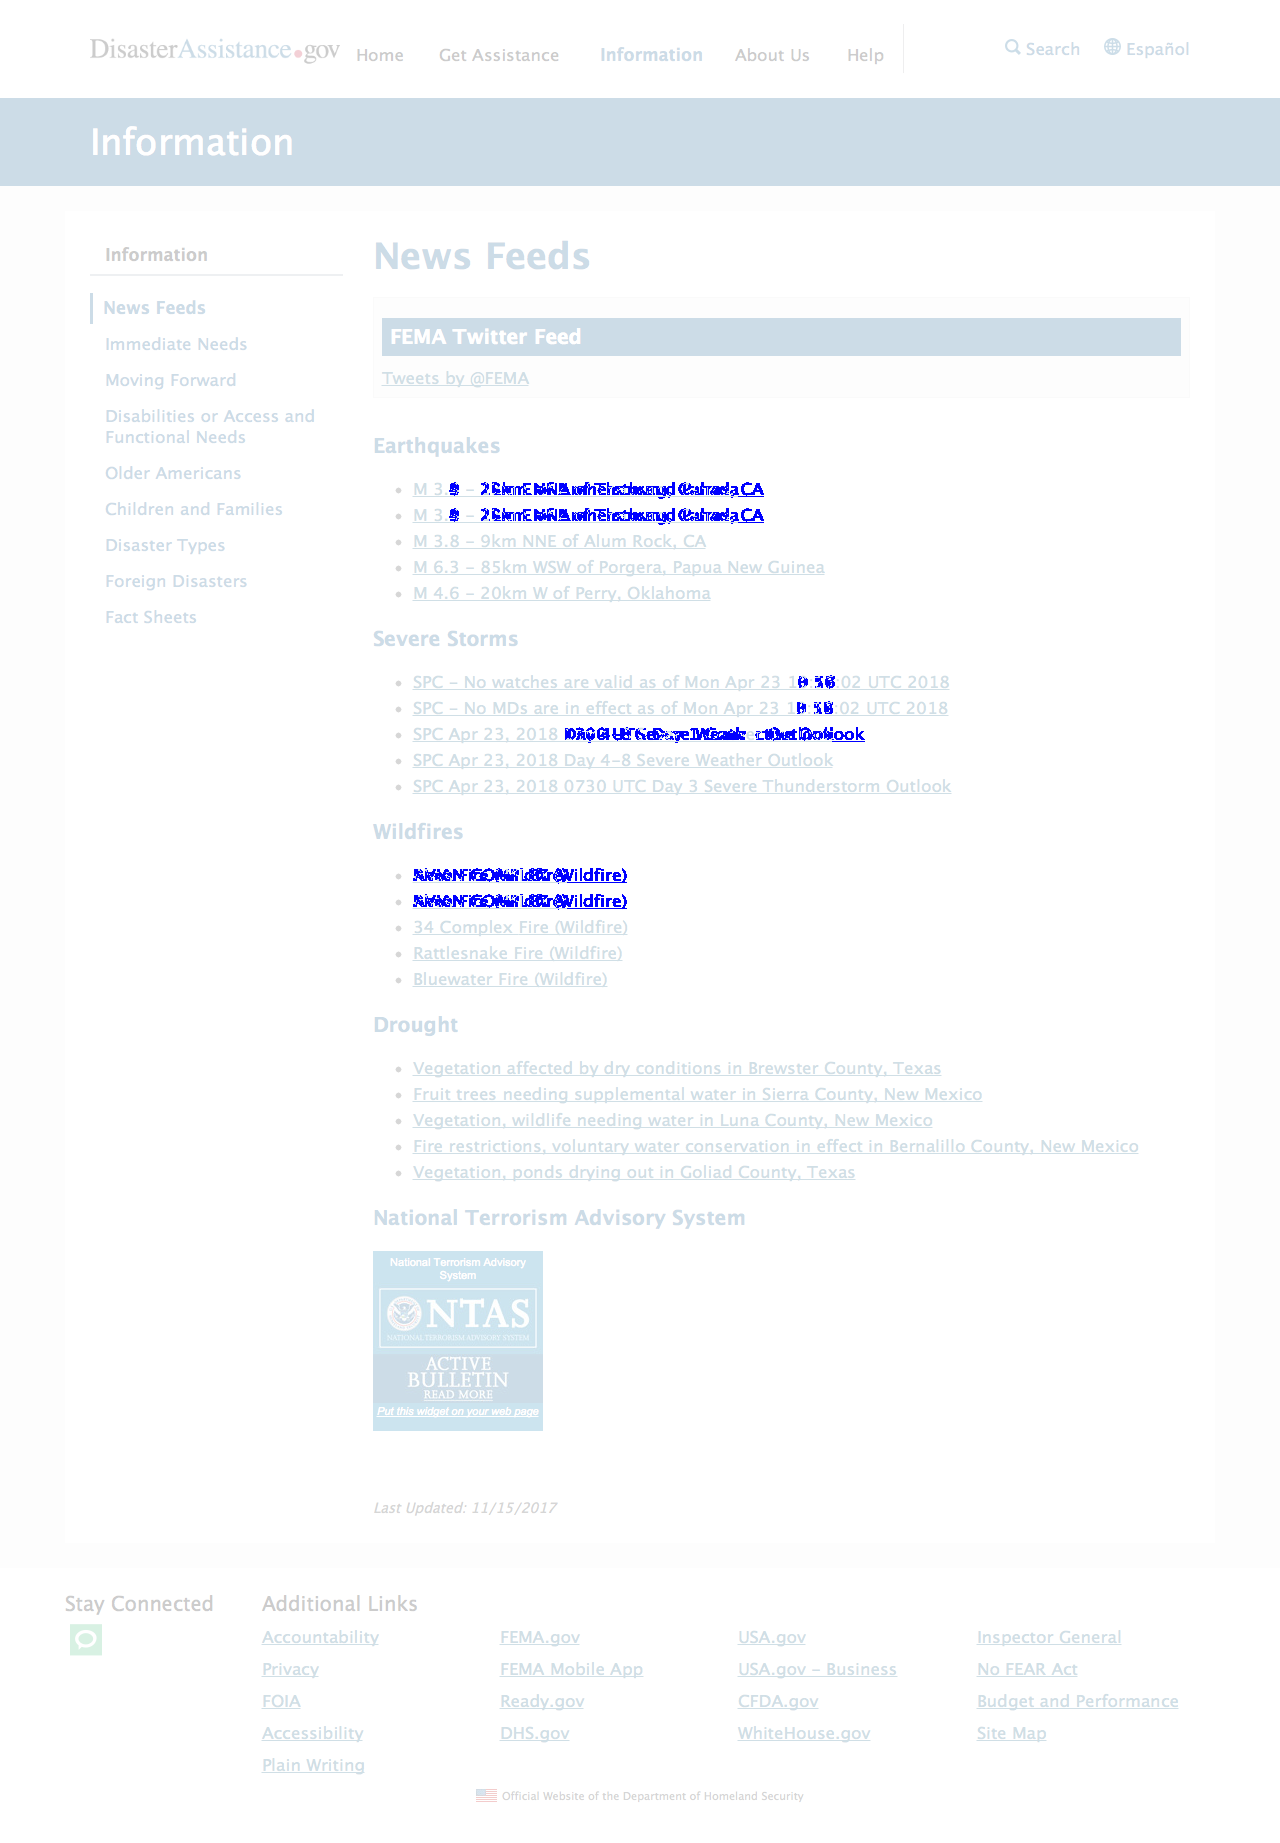 DisasterAssistance.gov
Home Get Assistance Information About Us Help
Search Español
Information
Information
News Feeds
Immediate Needs
Moving Forward
Disabilities or Access and
Functional Needs
Older Americans
Children and Families
Disaster Types
Foreign Disasters
Fact Sheets
News Feeds
FEMA Twitter Feed
Tweets by @FEMA
Earthquakes
M 3. – of CA
M 3. – of CA
M 3.8 – 9km NNE of Alum Rock, CA
M 6.3 – 85km WSW of Porgera, Papua New Guinea
M 4.6 – 20km W of Perry, Oklahoma
Severe Storms
SPC – No watches are valid as of Mon Apr 23 :02 UTC 2018
SPC – No MDs are in effect as of Mon Apr 23 :02 UTC 2018
SPC Apr 23, 2018 Outlook
SPC Apr 23, 2018 Day 4–8 Severe Weather Outlook
SPC Apr 23, 2018 0730 UTC Day 3 Severe Thunderstorm Outlook
Wildfires
(Wildfire)
(Wildfire)
34 Complex Fire (Wildfire)
Rattlesnake Fire (Wildfire)
Bluewater Fire (Wildfire)
Drought
Vegetation affected by dry conditions in Brewster County, Texas
Fruit trees needing supplemental water in Sierra County, New Mexico
Vegetation, wildlife needing water in Luna County, New Mexico
Fire restrictions, voluntary water conservation in effect in Bernalillo County, New Mexico
Vegetation, ponds drying out in Goliad County, Texas
National Terrorism Advisory System
National Terrorism Advisory
System
NTAS
NATIONAL TERRORISM ADVISORY SYSTEM
ACTIVE
BULLETIN
READ MORE
Put this widget on your web page
Last Updated: 11/15/2017
Stay Connected
Additional Links
Accountability FEMA.gov USA.gov Inspector General
Privacy FEMA Mobile App USA.gov – Business No FEAR Act
FOIA Ready.gov CFDA.gov Budget and Performance
Accessibility DHS.gov WhiteHouse.gov Site Map
Plain Writing
Official Website of the Department of Homeland Security